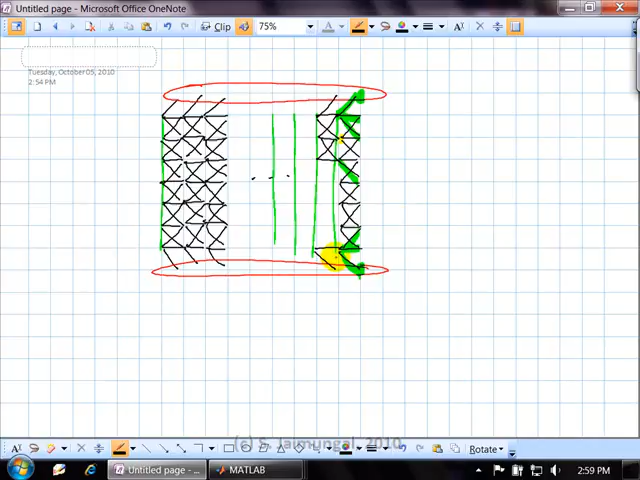 Untitled page - Microsoft Office OneNote
Clip
75%
A
Tuesday, October 05, 2010
2:54 PM
(c) S. Jaimungal, 2010
Rotate
Untitled page - ...
MATLAB
2:59 PM